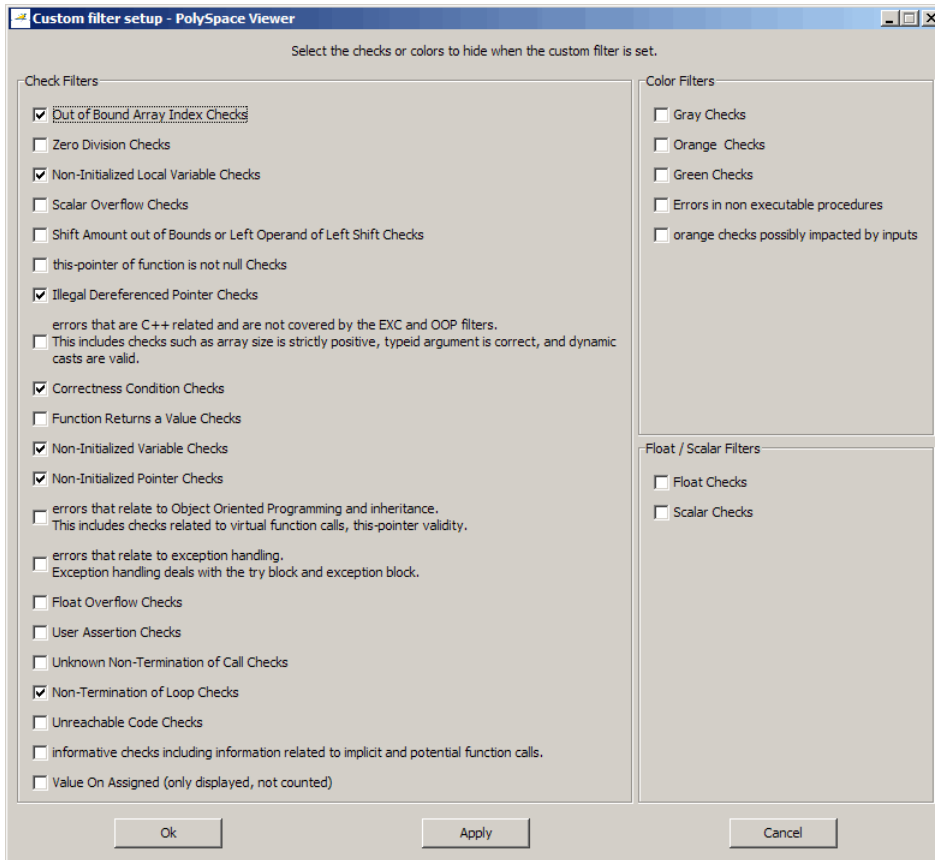 Custom filter setup - PolySpace Viewer
Select the checks or colors to hide when the custom filter is set.
Check Filters
Out of Bound Array Index Checks
Zero Division Checks
Non-Initialized Local Variable Checks
Scalar Overflow Checks
Shift Amount out of Bounds or Left Operand of Left Shift Checks
this-pointer of function is not null Checks
Illegal Dereferenced Pointer Checks
errors that are C++ related and are not covered by the EXC and OOP filters.
This includes checks such as array size is strictly positive, typeid argument is correct, and dynamic
casts are valid.
Correctness Condition Checks
Function Returns a Value Checks
Non-Initialized Variable Checks
Non-Initialized Pointer Checks
errors that relate to Object Oriented Programming and inheritance.
This includes checks related to virtual function calls, this-pointer validity.
errors that relate to exception handling.
Exception handling deals with the try block and exception block.
Float Overflow Checks
User Assertion Checks
Unknown Non-Termination of Call Checks
Non-Termination of Loop Checks
Unreachable Code Checks
informative checks including information related to implicit and potential function calls.
Value On Assigned (only displayed, not counted)
Color Filters
Gray Checks
Orange Checks
Green Checks
Errors in non executable procedures
orange checks possibly impacted by inputs
Float / Scalar Filters
Float Checks
Scalar Checks
Ok
Apply
Cancel